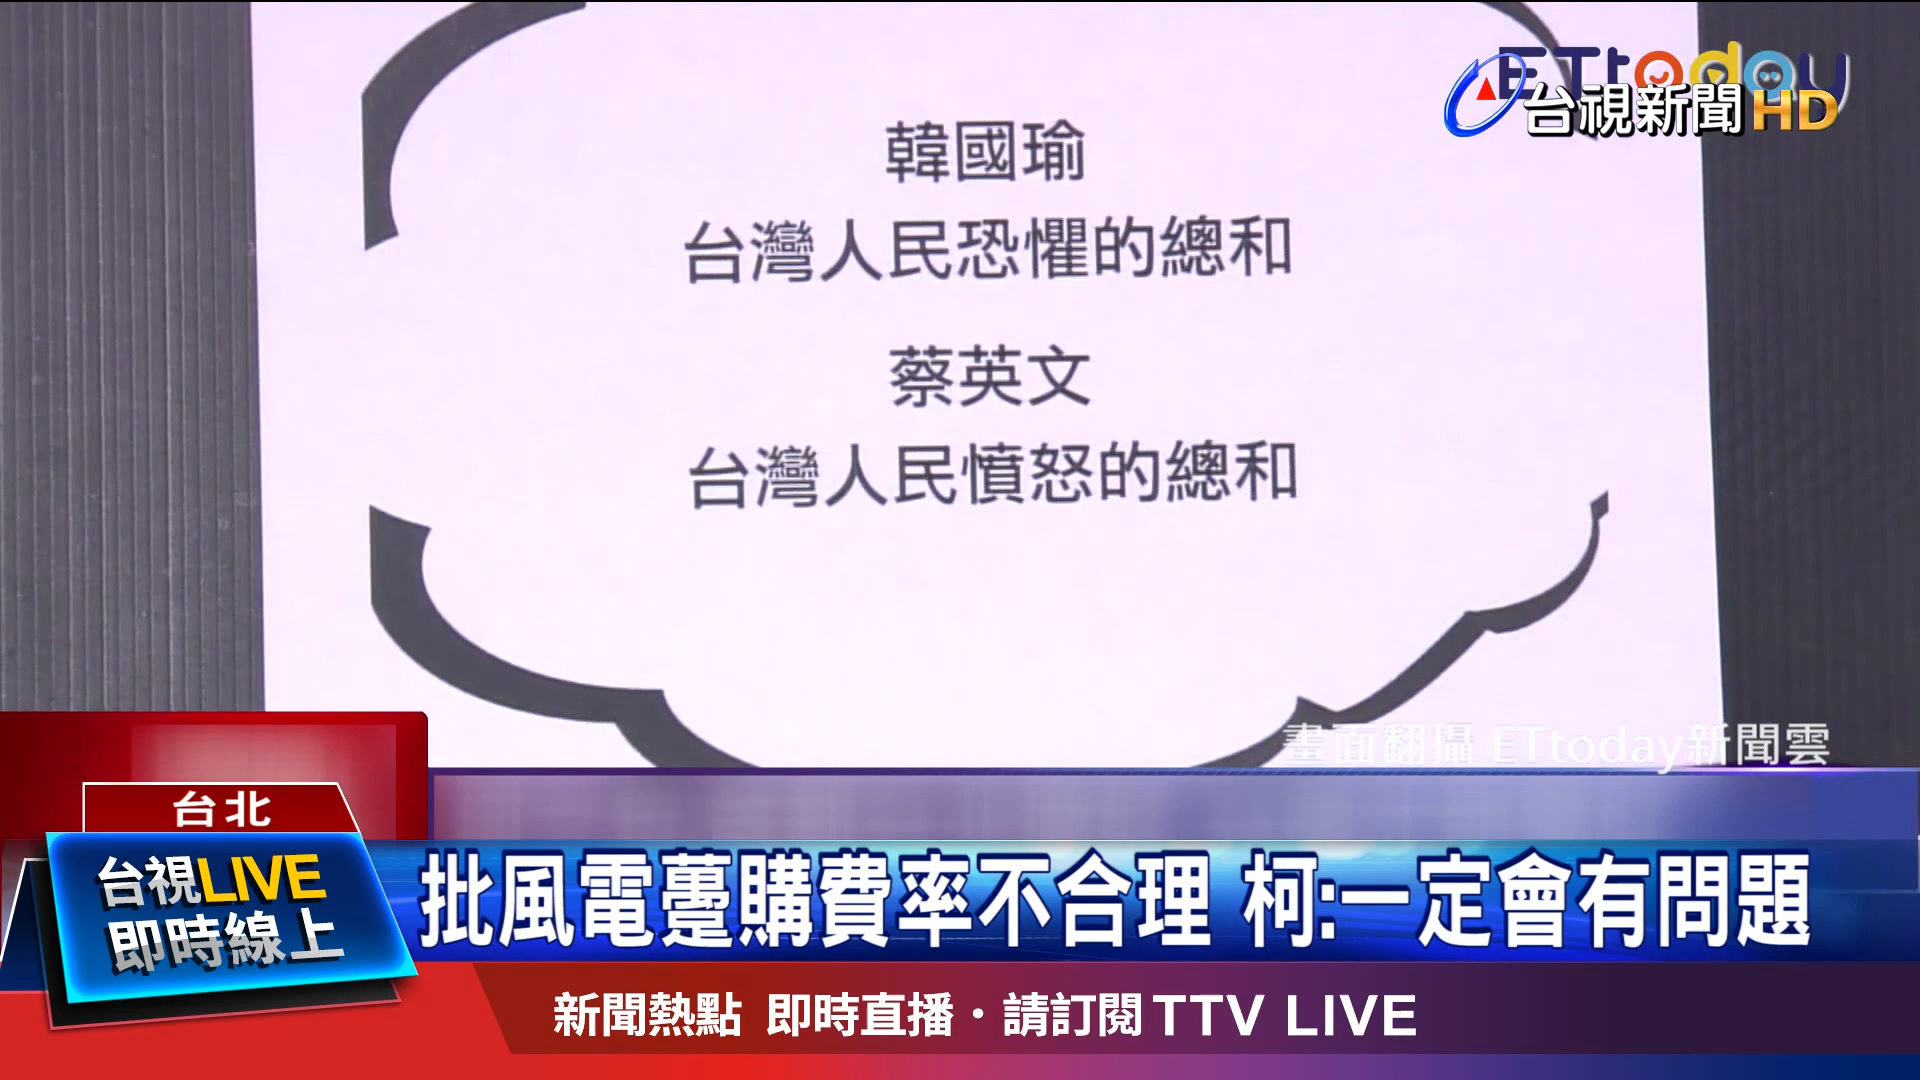 ETtoday
台視新聞HD
韓國瑜
台灣人民恐懼的總和
蔡英文
台灣人民憤怒的總和
畫面翻攝 ETtoday新聞雲
台北
台視LIVE
即時線上
批風電躉購費率不合理 柯:一定會有問題
新聞熱點 即時直播·請訂閱TTV LIVE